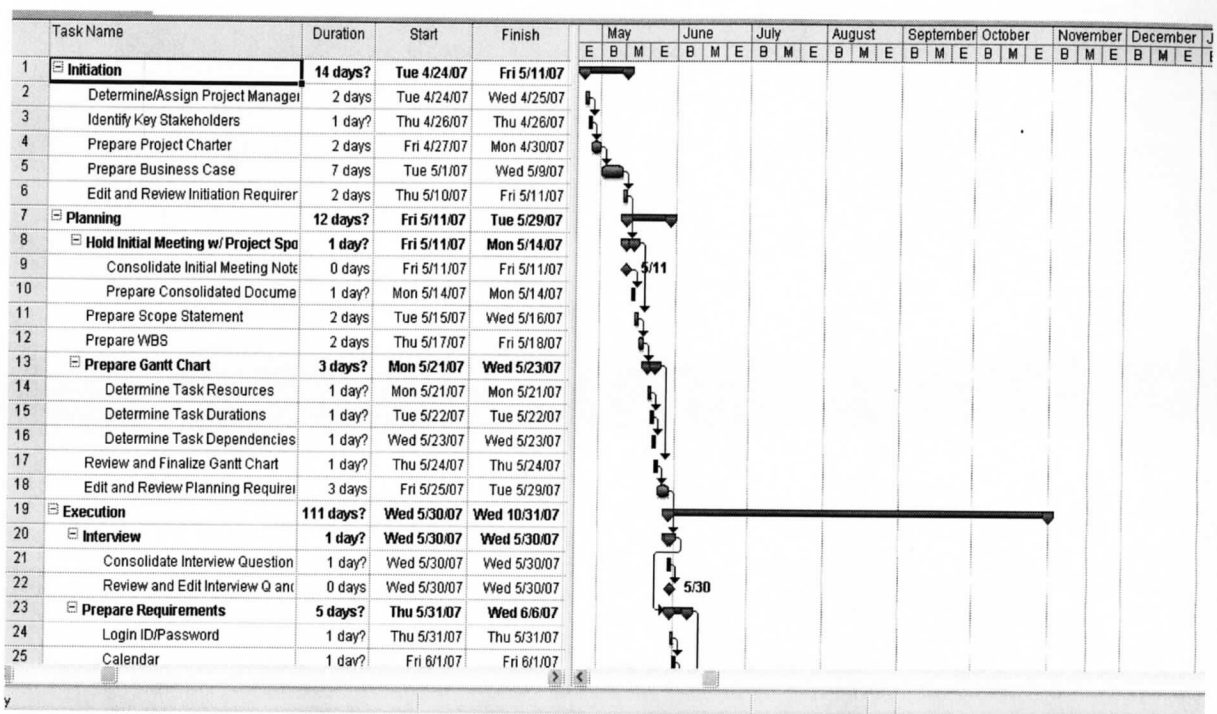 Task Name Duration Start Finish May June July August September October November December J
E B M E B M E B M E B M E B M E B M E B M E B M E
1 Initiation 14 days? Tue 4/24/07 Fri 5/11/07
2 Determine/Assign Project Manager 2 days Tue 4/24/07 Wed 4/25/07
3 Identify Key Stakeholders 1 day? Thu 4/26/07 Thu 4/26/07
4 Prepare Project Charter 2 days Fri 4/27/07 Mon 4/30/07
5 Prepare Business Case 7 days Tue 5/1/07 Wed 5/9/07
6 Edit and Review Initiation Requirer 2 days Thu 5/10/07 Fri 5/11/07
7 Planning 12 days? Fri 5/11/07 Tue 5/29/07
8 Hold Initial Meeting w/ Project Spo 1 day? Fri 5/11/07 Mon 5/14/07
9 Consolidate Initial Meeting Note 0 days Fri 5/11/07 Fri 5/11/07 5/11
10 Prepare Consolidated Docume 1 day? Mon 5/14/07 Mon 5/14/07
11 Prepare Scope Statement 2 days Tue 5/15/07 Wed 5/16/07
12 Prepare WBS 2 days Thu 5/17/07 Fri 5/18/07
13 Prepare Gantt Chart 3 days? Mon 5/21/07 Wed 5/23/07
14 Determine Task Resources 1 day? Mon 5/21/07 Mon 5/21/07
15 Determine Task Durations 1 day? Tue 5/22/07 Tue 5/22/07
16 Determine Task Dependencies 1 day? Wed 5/23/07 Wed 5/23/07
17 Review and Finalize Gantt Chart 1 day? Thu 5/24/07 Thu 5/24/07
18 Edit and Review Planning Requirer 3 days Fri 5/25/07 Tue 5/29/07
19 Execution 111 days? Wed 5/30/07 Wed 10/31/07
20 Interview 1 day? Wed 5/30/07 Wed 5/30/07
21 Consolidate Interview Question 1 day? Wed 5/30/07 Wed 5/30/07
22 Review and Edit Interview Q and 0 days Wed 5/30/07 Wed 5/30/07 5/30
23 Prepare Requirements 5 days? Thu 5/31/07 Wed 6/6/07
24 Login ID/Password 1 day? Thu 5/31/07 Thu 5/31/07
25 Calendar 1 day? Fri 6/1/07 Fri 6/1/07
y